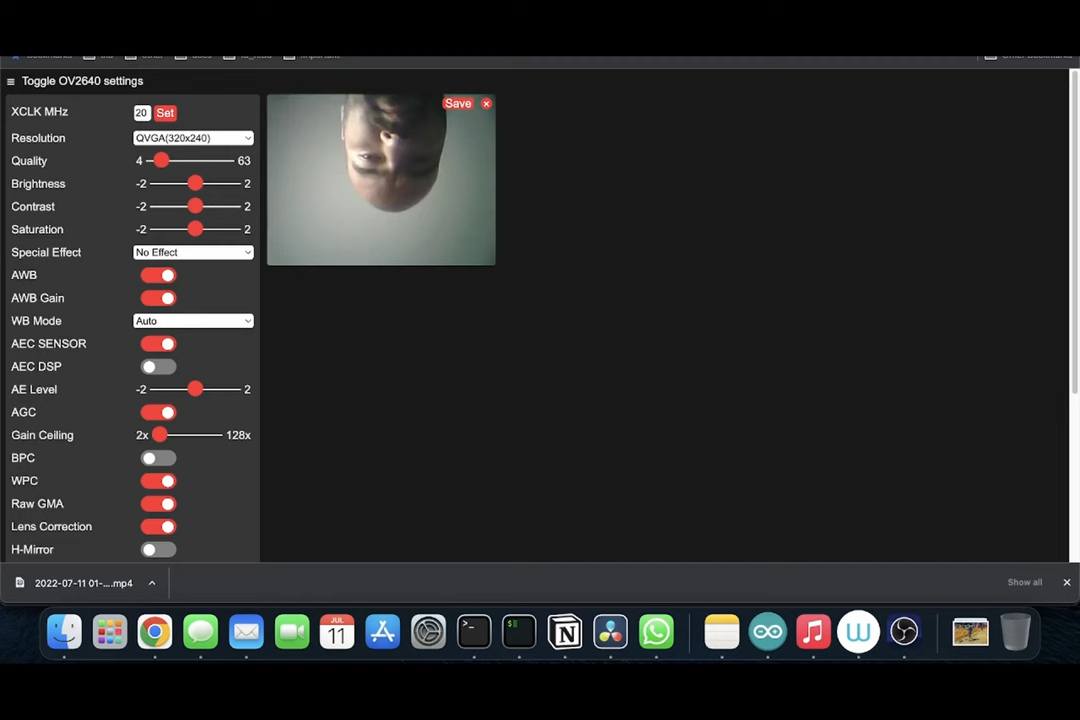 Toggle OV2640 settings
XCLK MHz 20 Set
Resolution QVGA(320x240)
Quality 4 63
Brightness -2 2
Contrast -2 2
Saturation -2 2
Special Effect No Effect
AWB
AWB Gain
WB Mode Auto
AEC SENSOR
AEC DSP
AE Level -2 2
AGC
Gain Ceiling 2x 128x
BPC
WPC
Raw GMA
Lens Correction
H-Mirror
Save ×
2022-07-11 01-....mp4
Show all
JUL
11